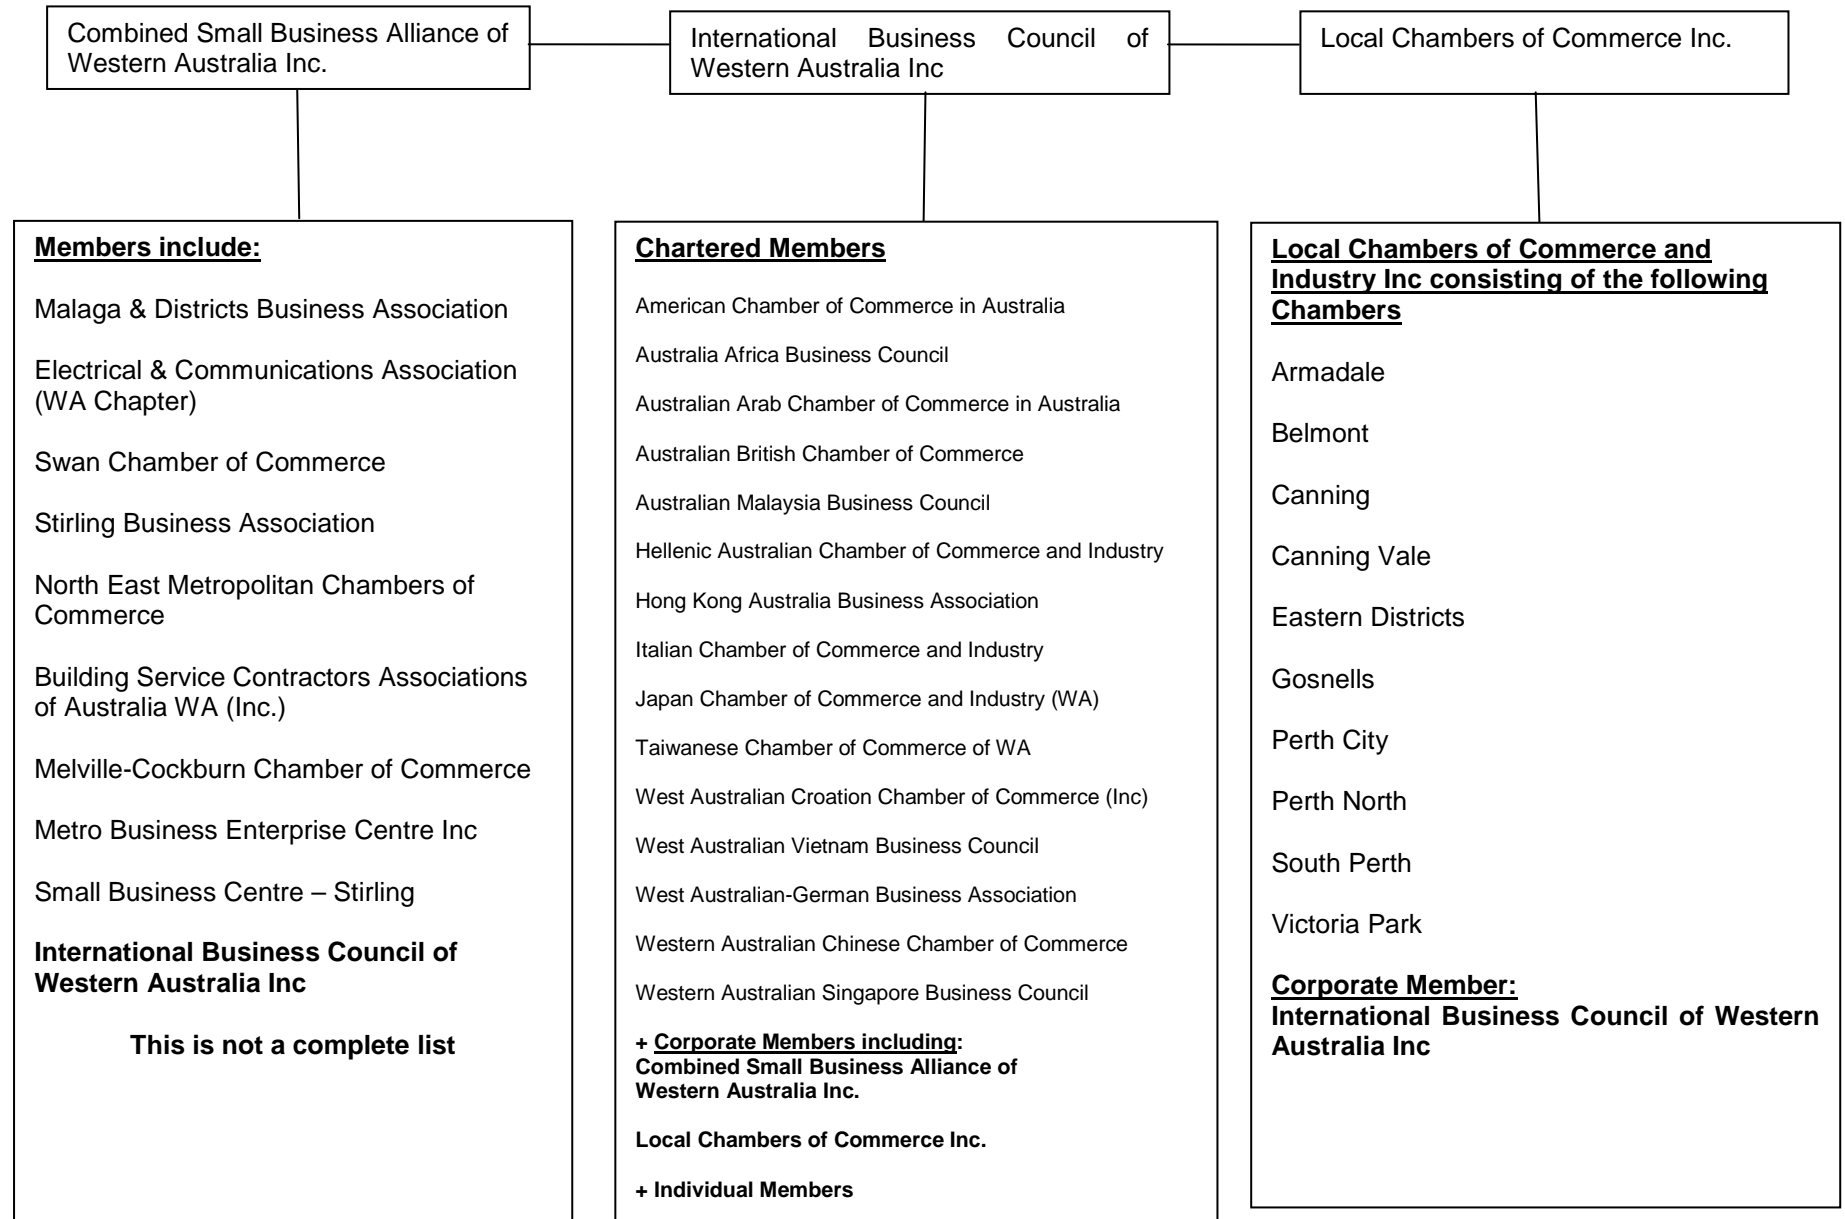 Combined Small Business Alliance of
Western Australia Inc.
International Business Council of
Western Australia Inc
Local Chambers of Commerce Inc.
Members include:
Malaga & Districts Business Association
Electrical & Communications Association
(WA Chapter)
Swan Chamber of Commerce
Stirling Business Association
North East Metropolitan Chambers of
Commerce
Building Service Contractors Associations
of Australia WA (Inc.)
Melville-Cockburn Chamber of Commerce
Metro Business Enterprise Centre Inc
Small Business Centre – Stirling
International Business Council of
Western Australia Inc
This is not a complete list
Chartered Members
American Chamber of Commerce in Australia
Australia Africa Business Council
Australian Arab Chamber of Commerce in Australia
Australian British Chamber of Commerce
Australian Malaysia Business Council
Hellenic Australian Chamber of Commerce and Industry
Hong Kong Australia Business Association
Italian Chamber of Commerce and Industry
Japan Chamber of Commerce and Industry (WA)
Taiwanese Chamber of Commerce of WA
West Australian Croation Chamber of Commerce (Inc)
West Australian Vietnam Business Council
West Australian-German Business Association
Western Australian Chinese Chamber of Commerce
Western Australian Singapore Business Council
+ Corporate Members including:
Combined Small Business Alliance of
Western Australia Inc.
Local Chambers of Commerce Inc.
+ Individual Members
Local Chambers of Commerce and
Industry Inc consisting of the following
Chambers
Armadale
Belmont
Canning
Canning Vale
Eastern Districts
Gosnells
Perth City
Perth North
South Perth
Victoria Park
Corporate Member:
International Business Council of Western
Australia Inc